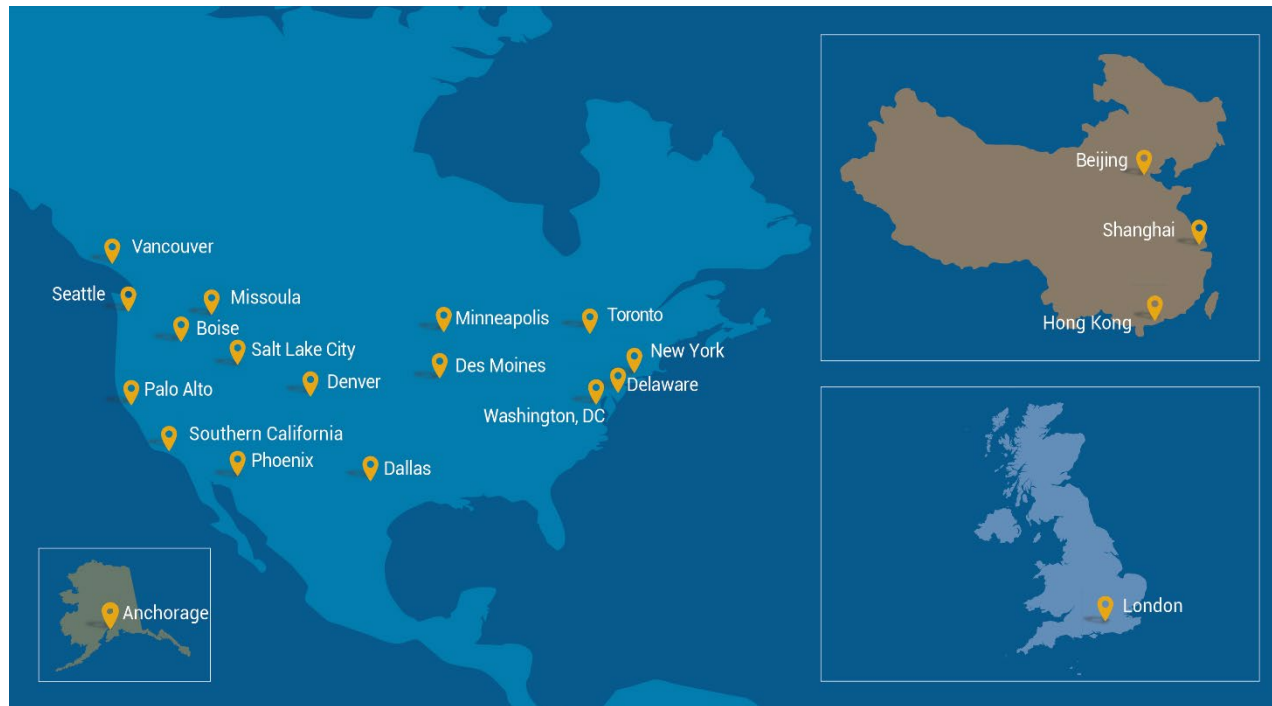 Vancouver
Seattle
Missoula
Boise
Salt Lake City
Palo Alto
Denver
Southern California
Phoenix
Dallas
Minneapolis
Des Moines
Toronto
New York
Delaware
Washington, DC
Anchorage
Beijing
Shanghai
Hong Kong
London